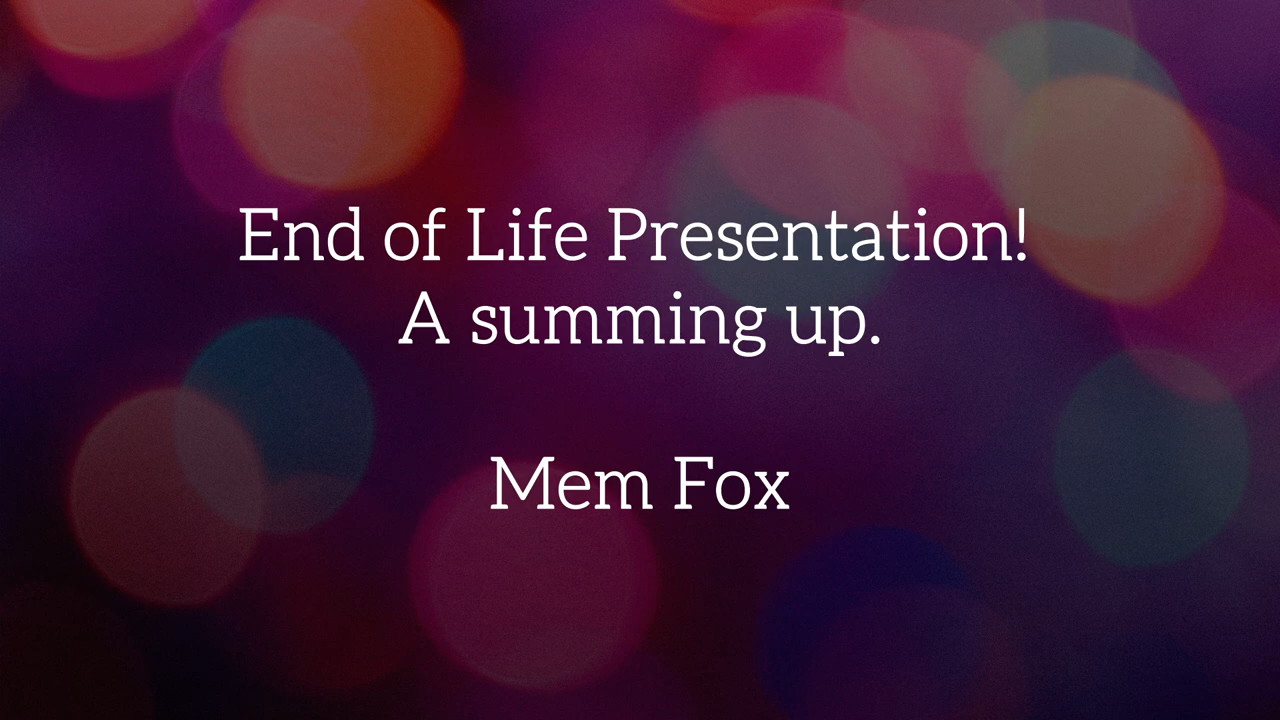 End of Life Presentation!
A summing up.
Mem Fox